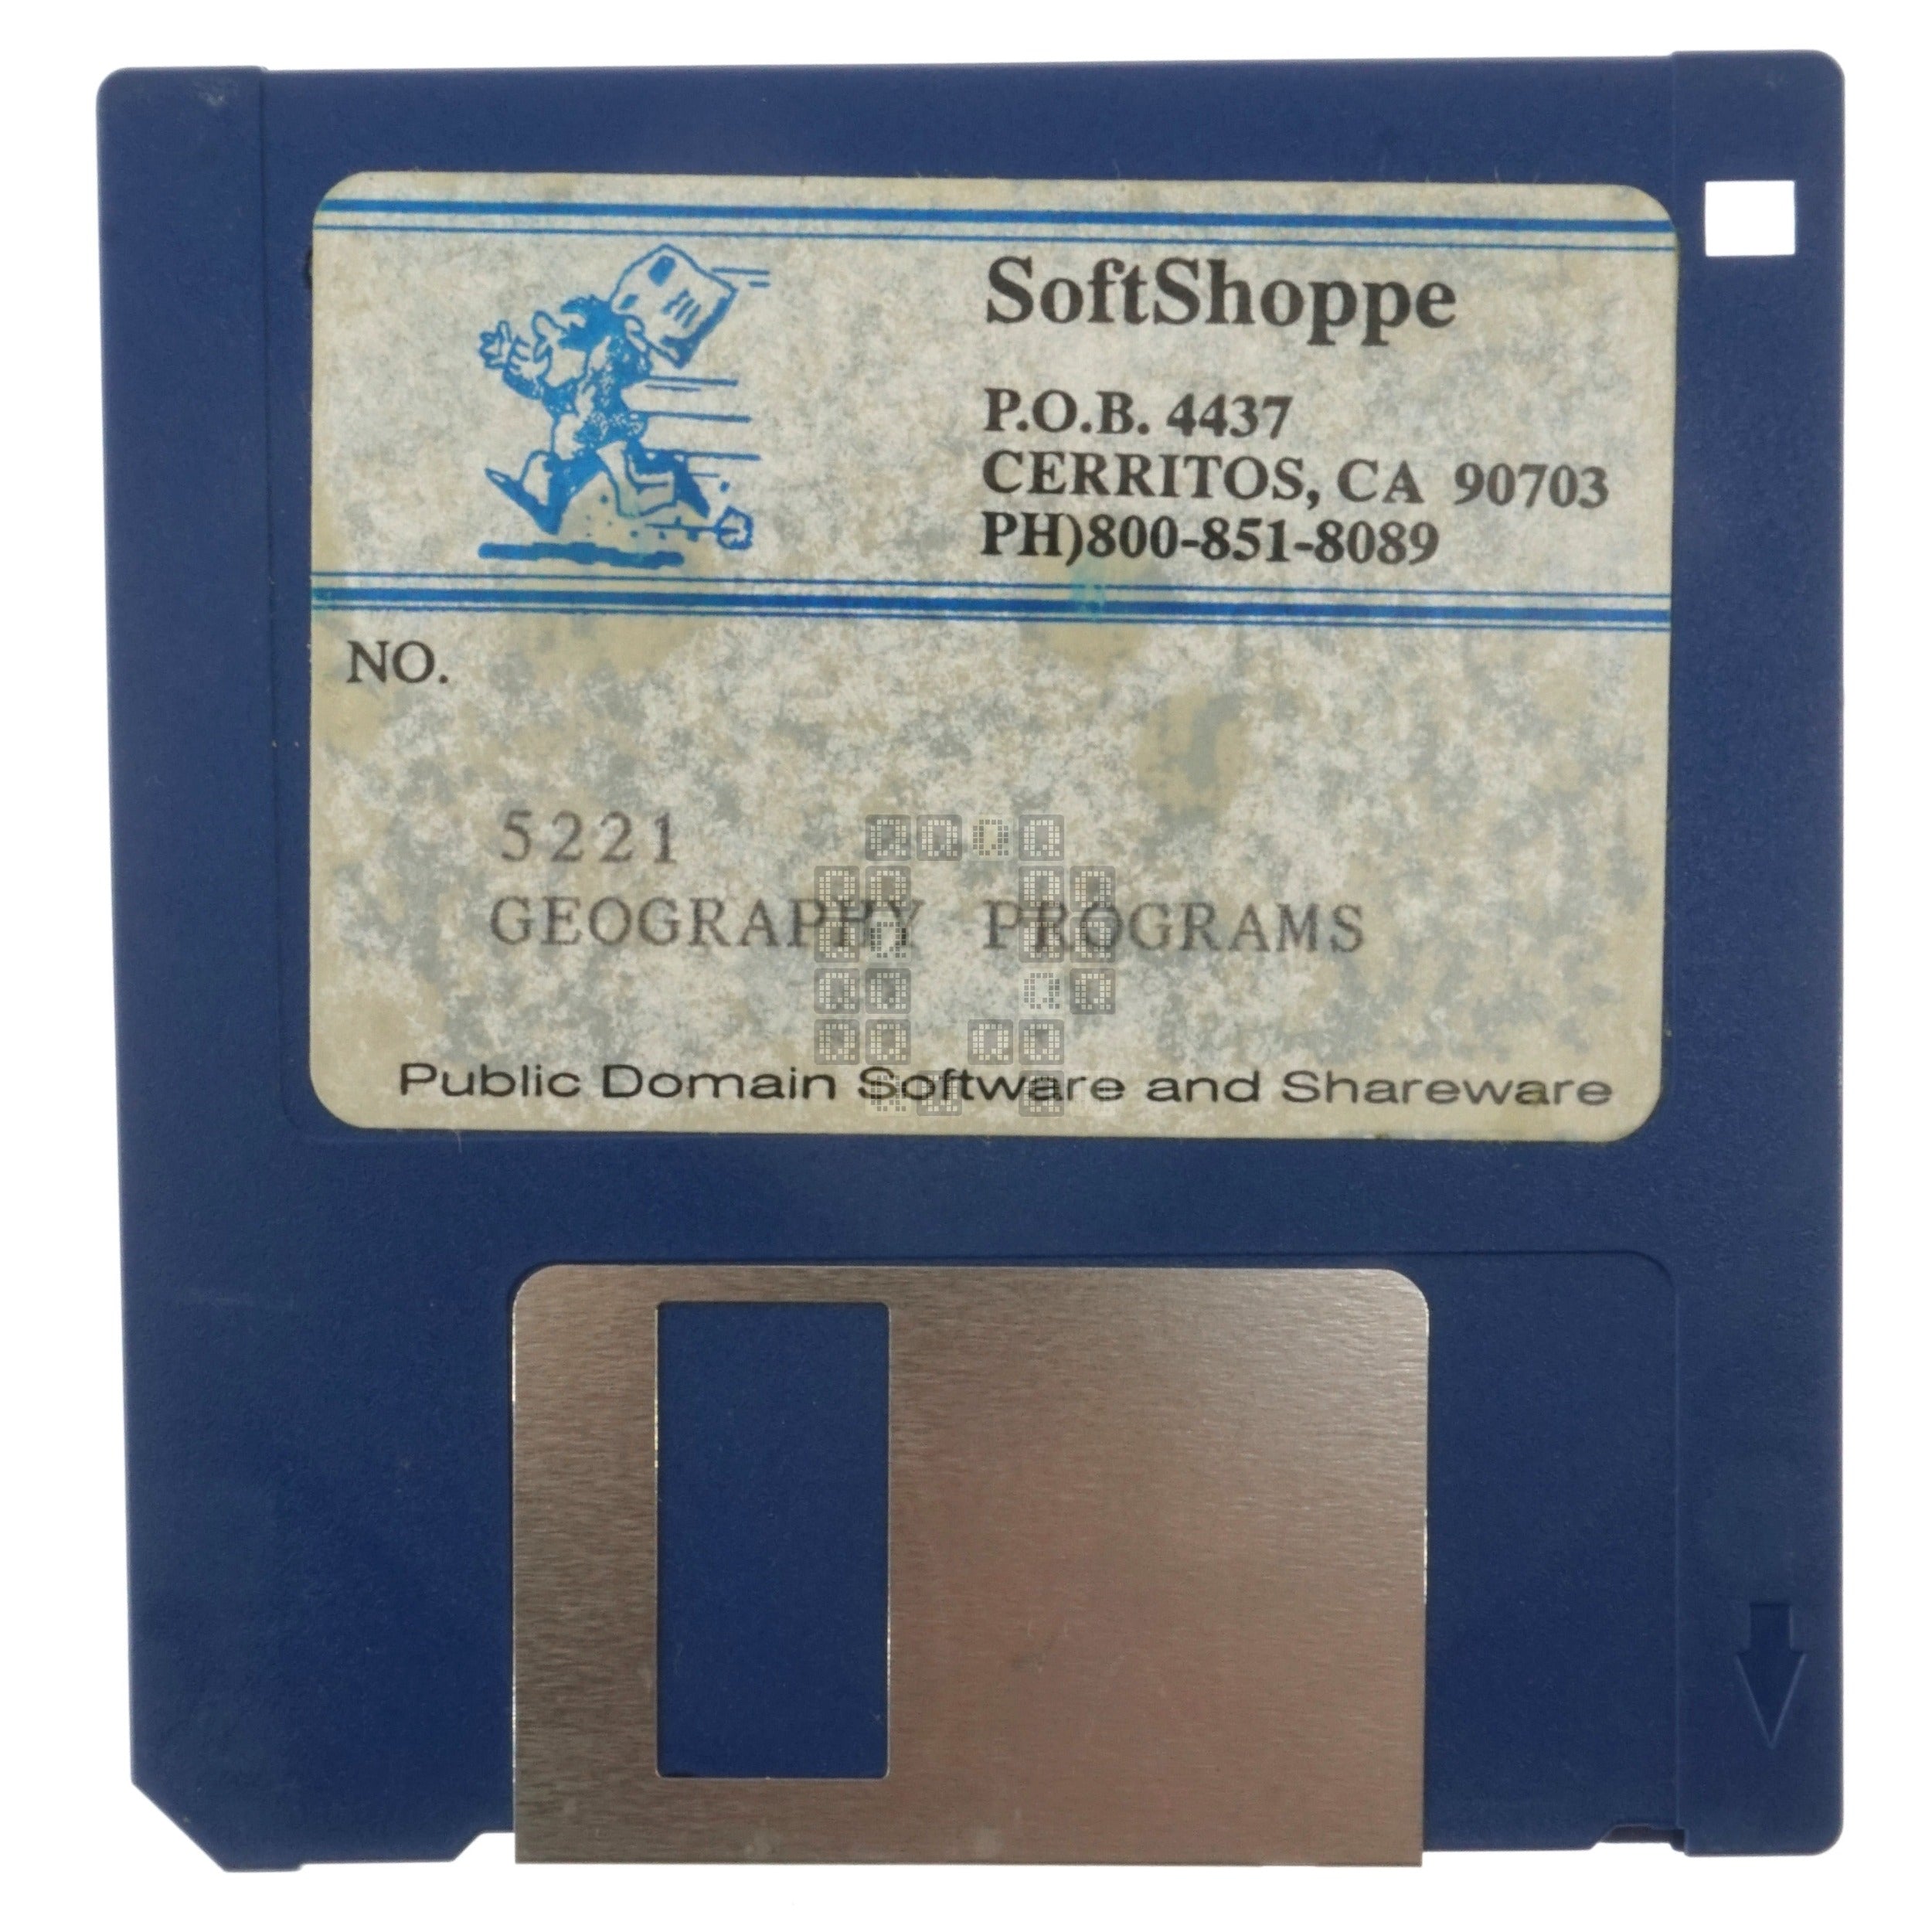 SoftShoppe
P.O.B. 4437
CERRITOS, CA 90703
PH)800-851-8089
NO.
5221
GEOGRAPHY PROGRAMS
Public Domain Software and Shareware